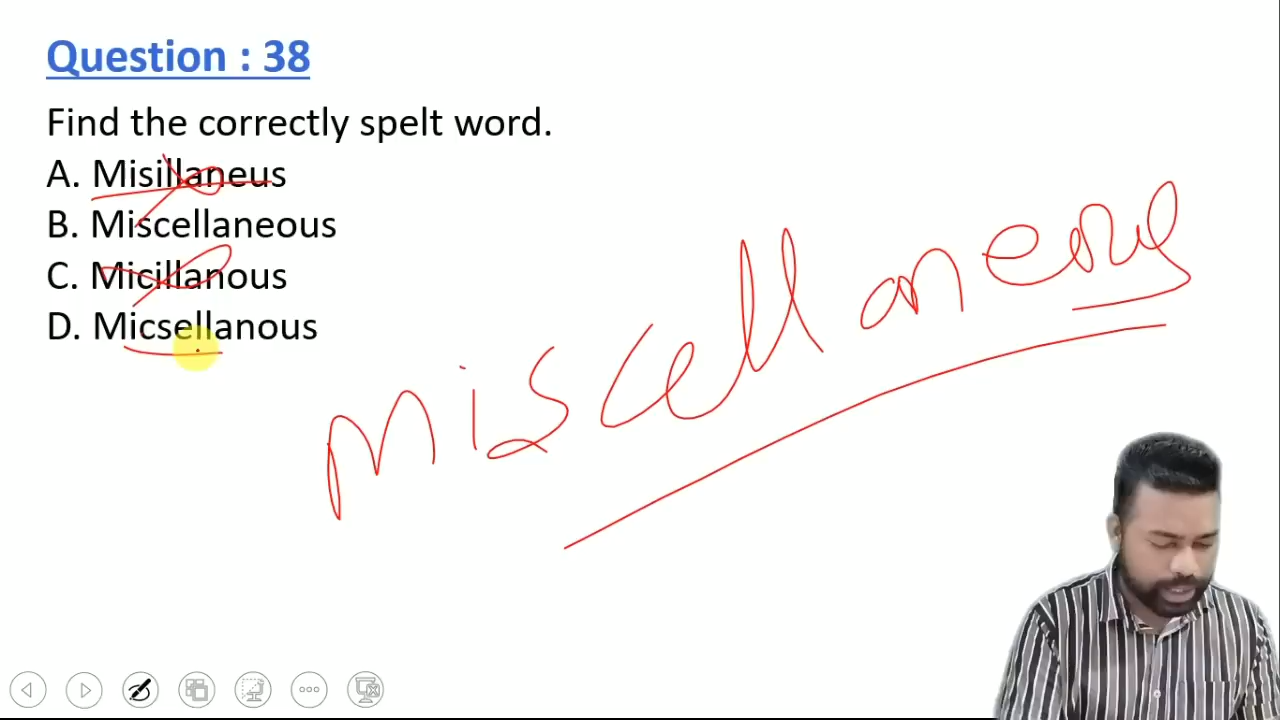 Question : 38
Find the correctly spelt word.
A. Misillaneus
B. Miscellaneous
C. Micillanous
D. Micsellanous
Miscellaneous